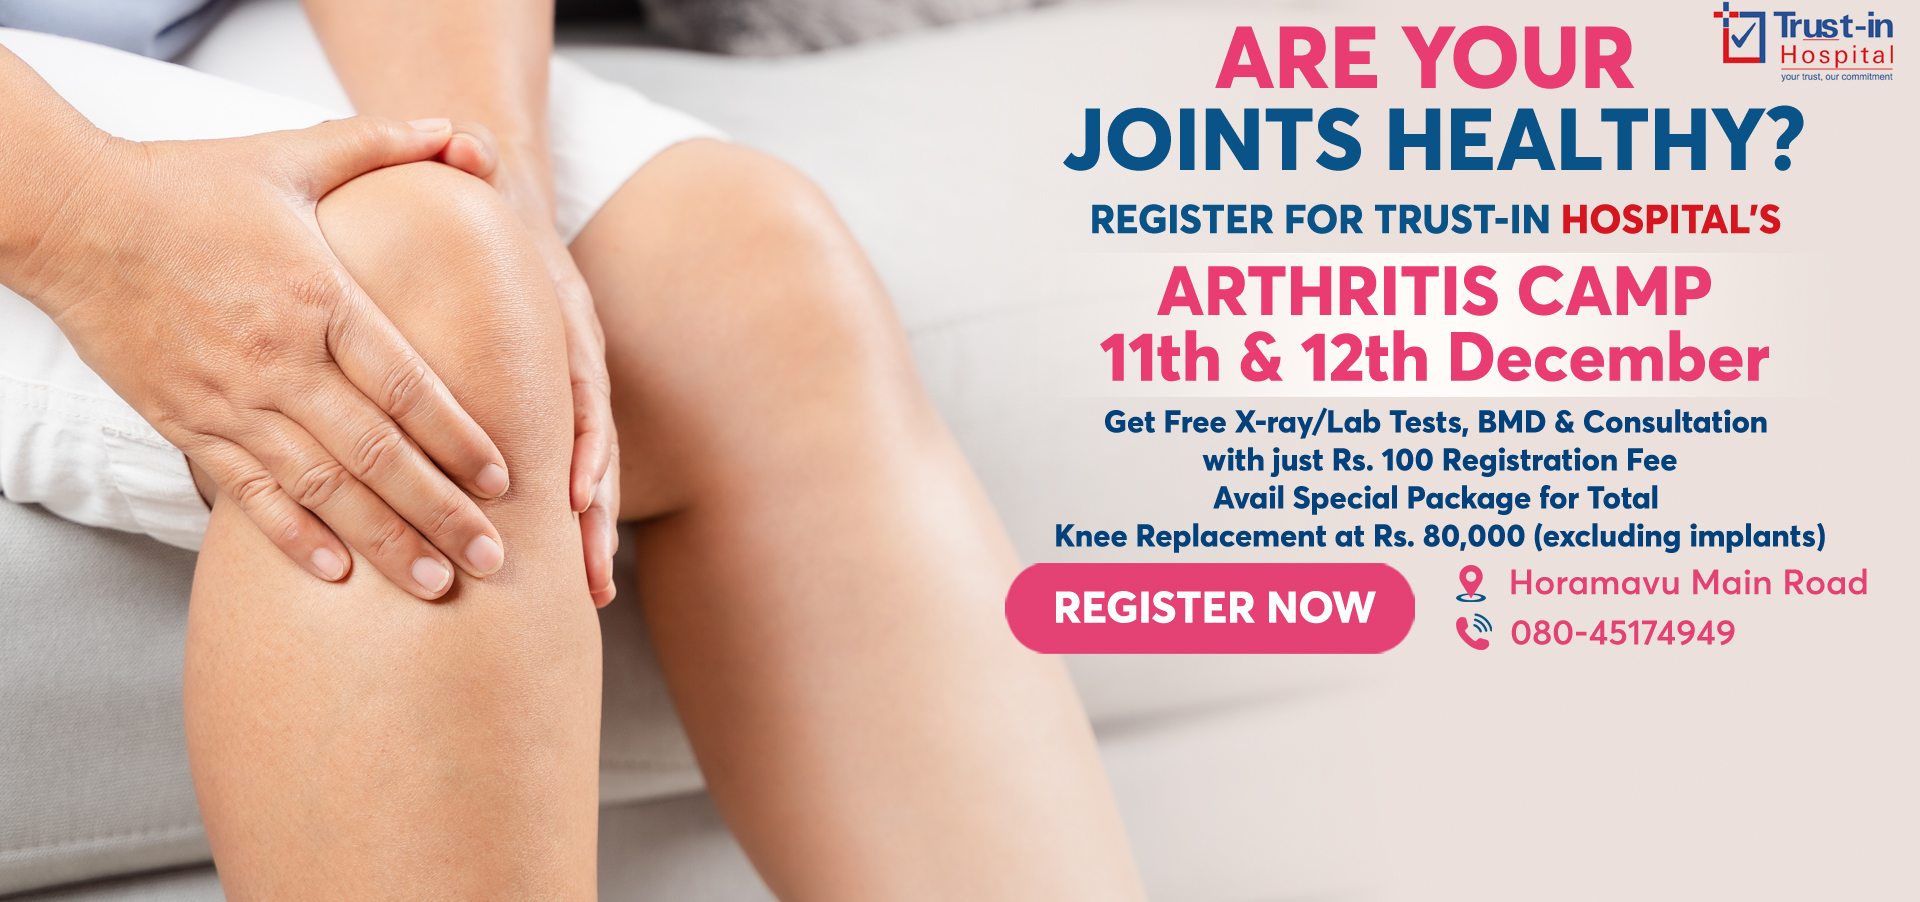 ARE YOUR
JOINTS HEALTHY?
Trust-in
Hospital
your trust, our commitment
REGISTER FOR TRUST-IN HOSPITAL'S
ARTHRITIS CAMP
11th & 12th December
Get Free X-ray/Lab Tests, BMD & Consultation
with just Rs. 100 Registration Fee
Avail Special Package for Total
Knee Replacement at Rs. 80,000 (excluding implants)
REGISTER NOW
Horamavu Main Road
080-45174949